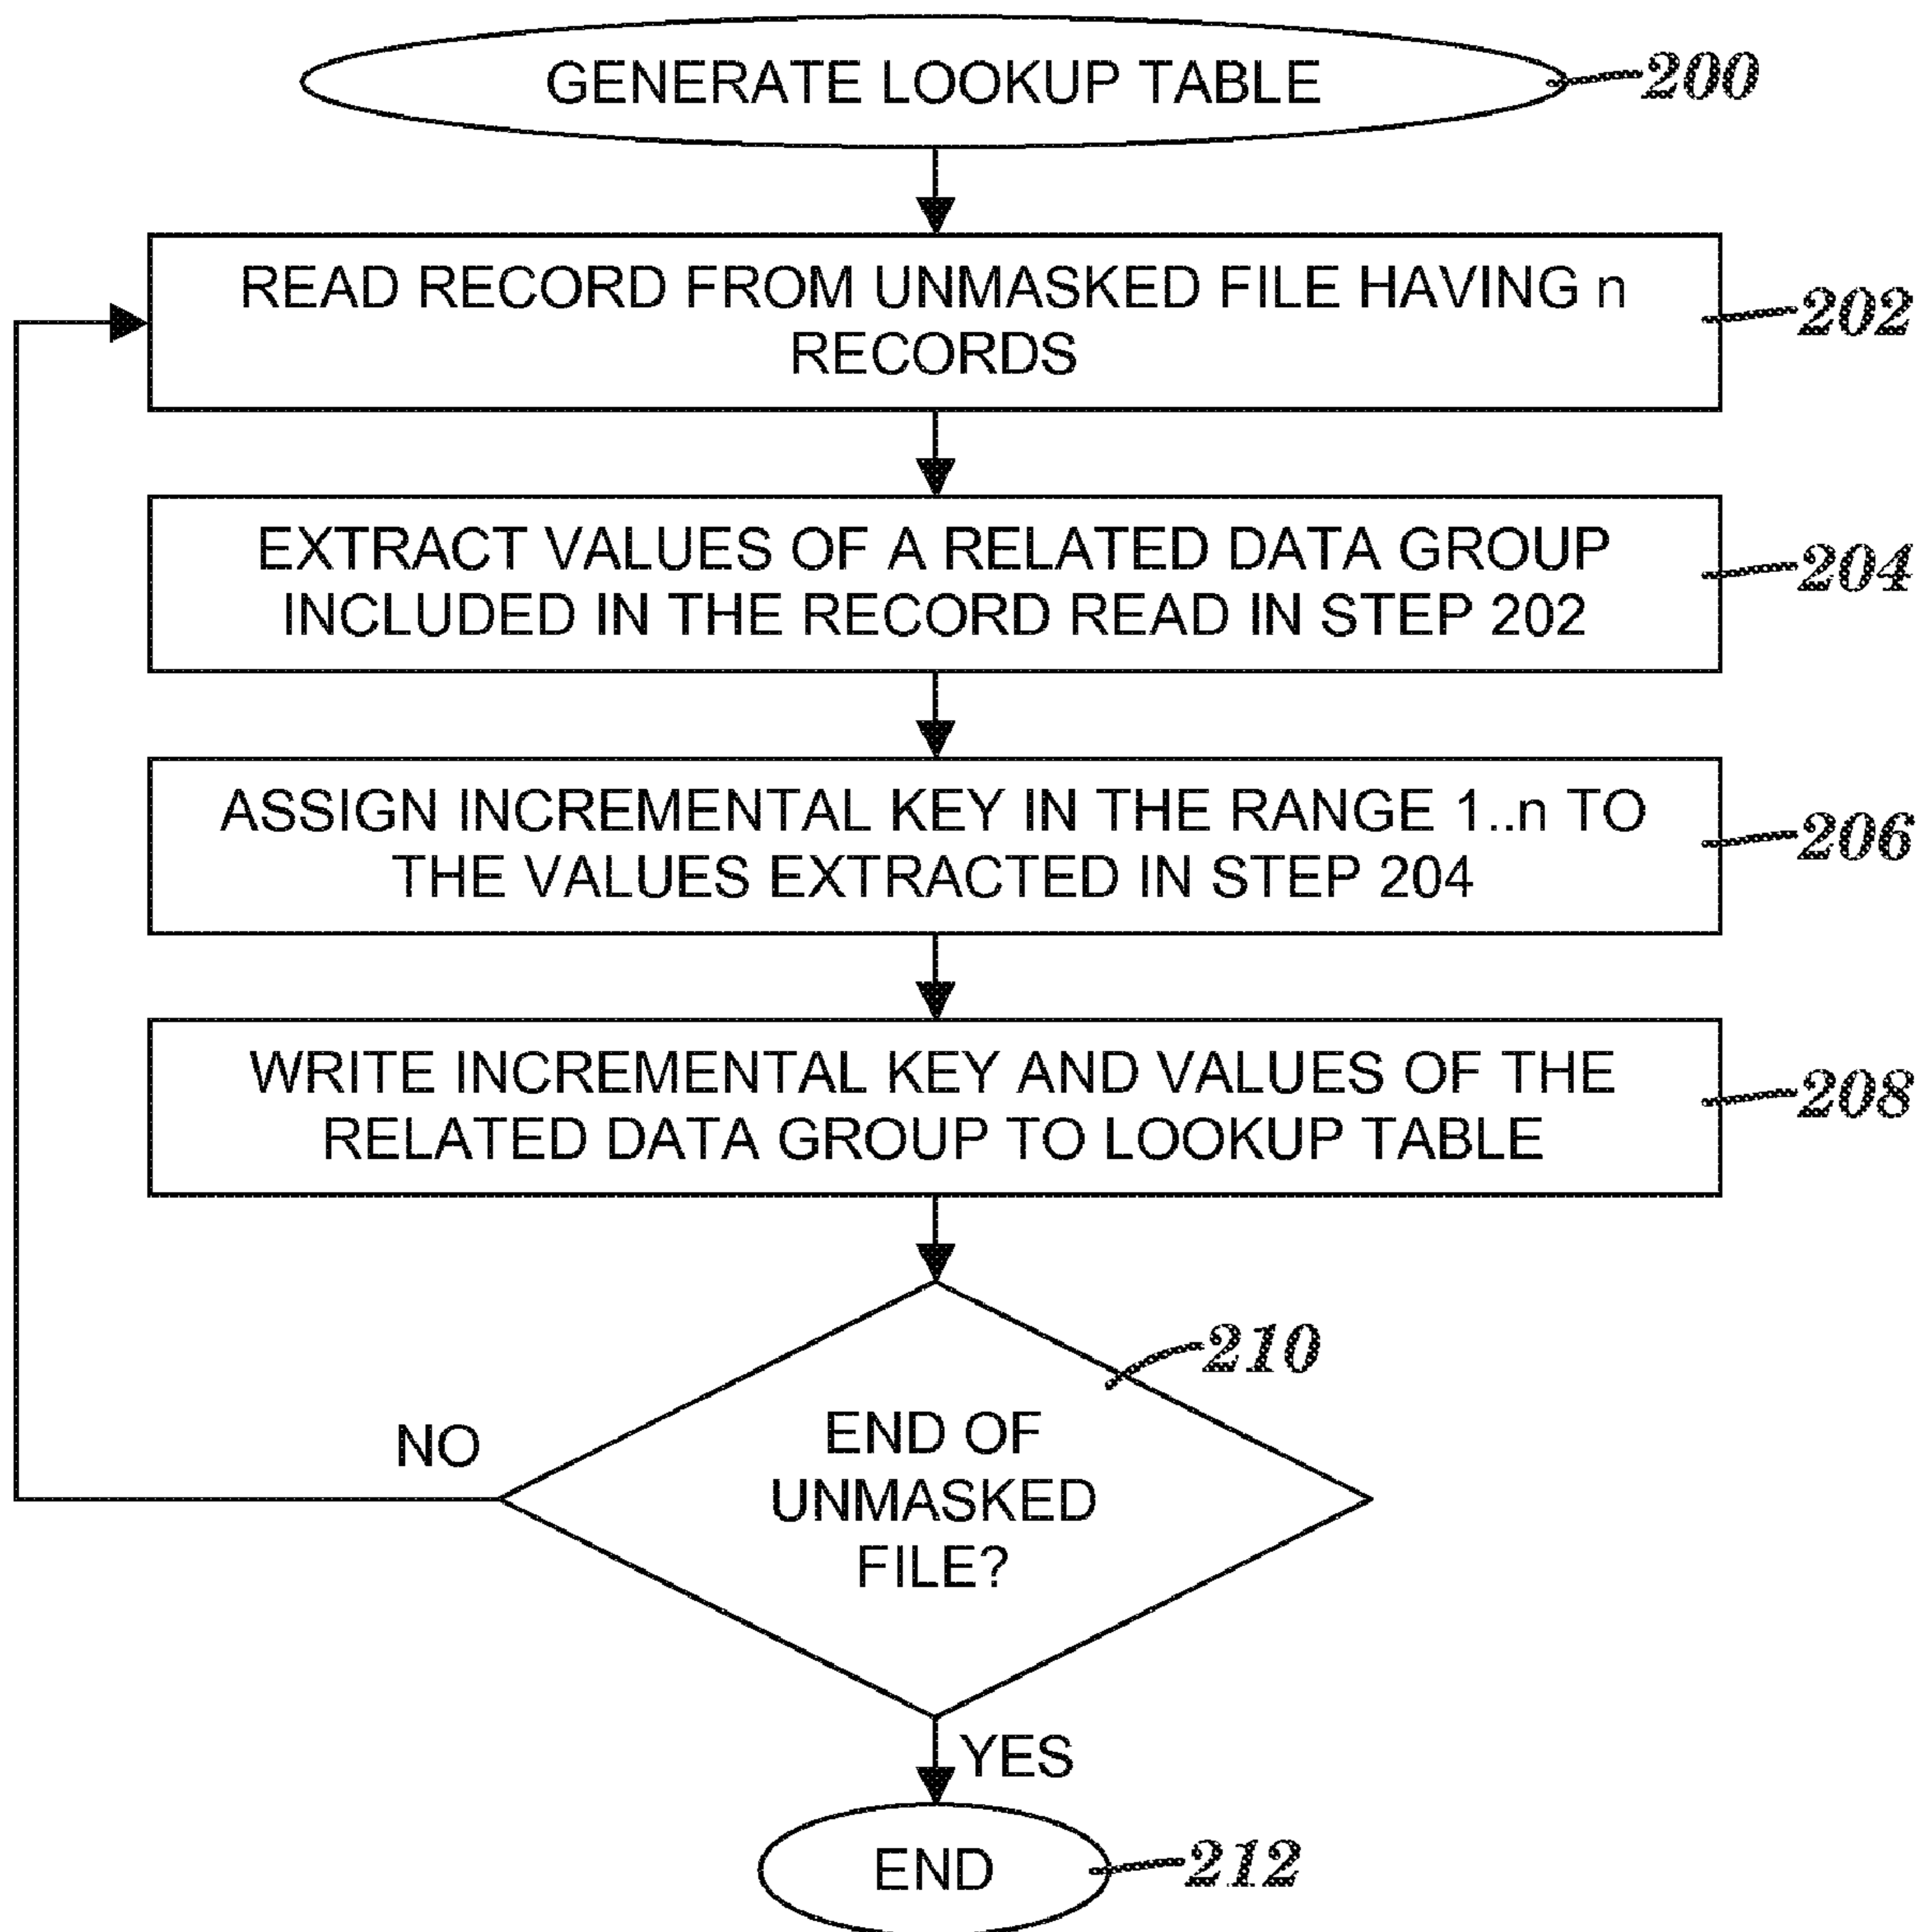 GENERATE LOOKUP TABLE
200
READ RECORD FROM UNMASKED FILE HAVING n
RECORDS
202
EXTRACT VALUES OF A RELATED DATA GROUP
INCLUDED IN THE RECORD READ IN STEP 202
204
ASSIGN INCREMENTAL KEY IN THE RANGE 1..n TO
THE VALUES EXTRACTED IN STEP 204
206
WRITE INCREMENTAL KEY AND VALUES OF THE
RELATED DATA GROUP TO LOOKUP TABLE
208
210
END OF
UNMASKED
FILE?
NO
YES
END
212